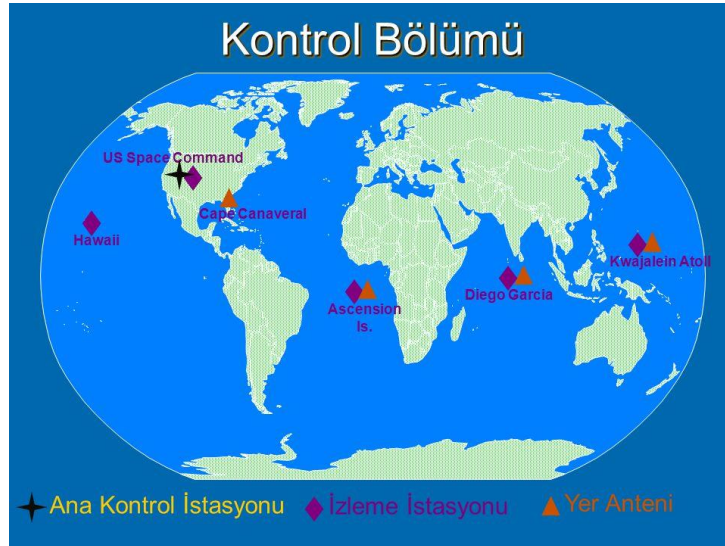 Kontrol Bölümü
US Space Command
Cape Canaveral
Hawaii
Kwajalein Atoll
Diego Garcia
Ascension
Is.
Ana Kontrol İstasyonu
İzleme İstasyonu
Yer Anteni